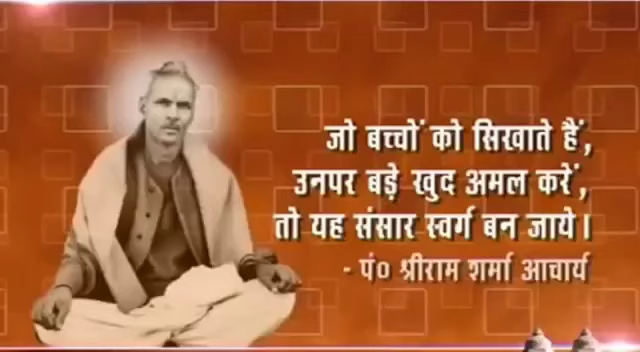 जो बच्चों को सिखाते हैं,
उनपर बड़े खुद अमल करें,
तो यह संसार स्वर्ग बन जाये।
- पं० श्रीराम शर्मा आचार्य